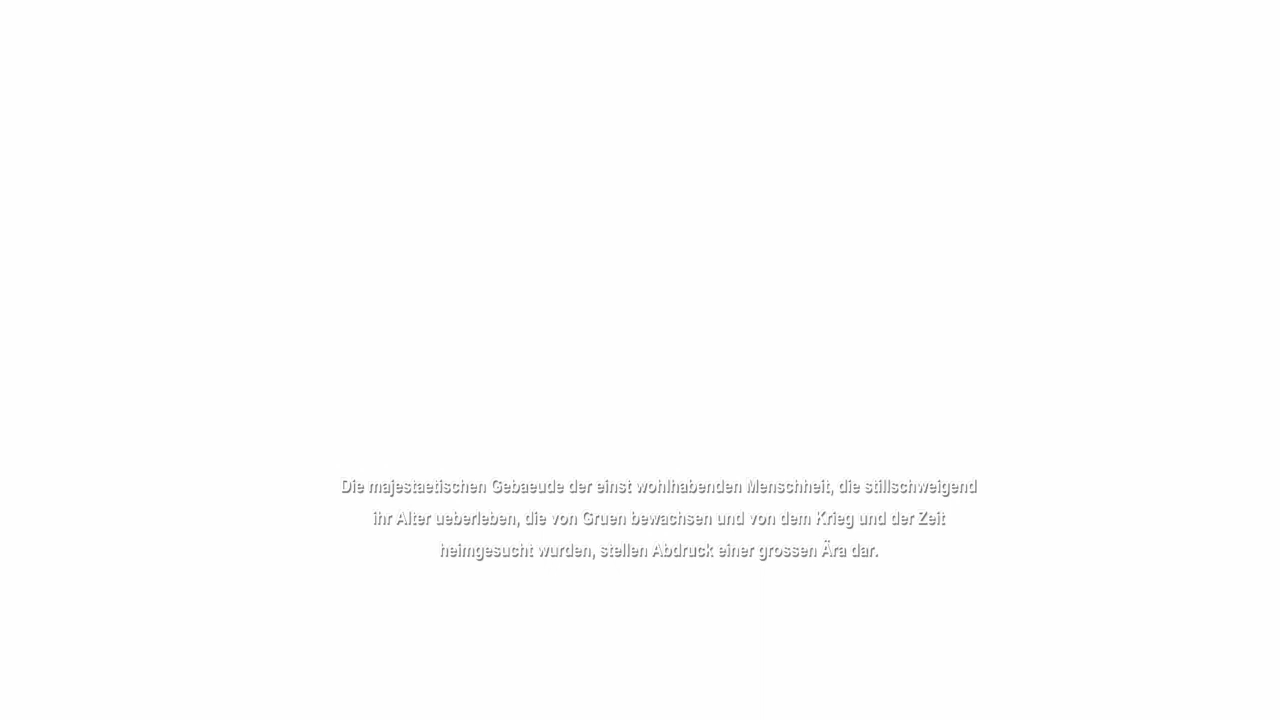 Die majestaetischen Gebaeude der einst wohlhabenden Menschheit, die stillschweigend
ihr Alter ueberleben, die von Gruen bewachsen und von dem Krieg und der Zeit
heimgesucht wurden, stellen Abdruck einer grossen Ära dar.